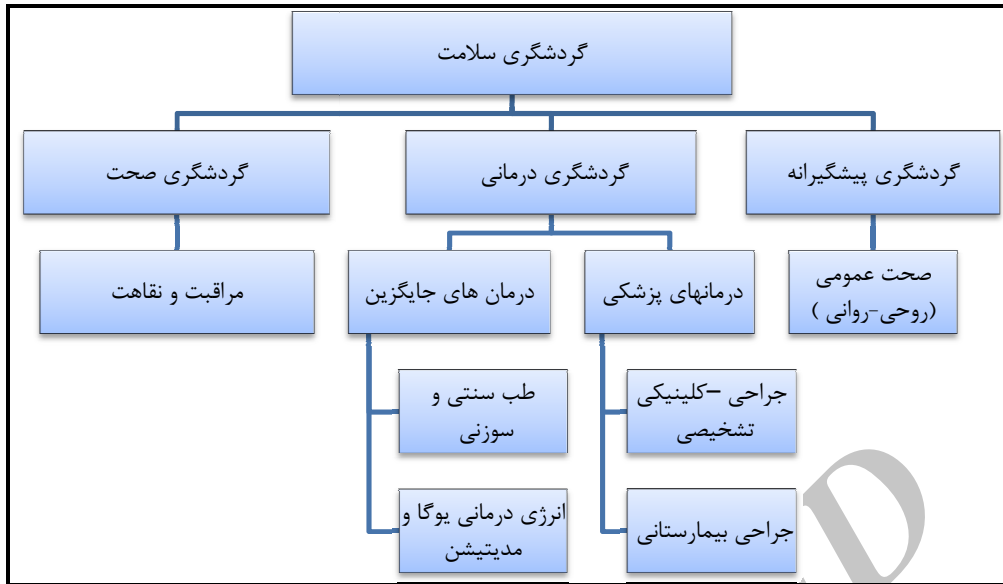 گردشگری سلامت
گردشگری پیشگیرانه
گردشگری درمانی
گردشگری صحت
صحت عمومی
(روحی-روانی )
درمانهای پزشکی
درمان های جایگزین
مراقبت و نقاهت
جراحی –کلینیکی
تشخیصی
طب سنتی و
سوزنی
جراحی بیمارستانی
انرژی درمانی یوگا و
مدیتیشن
D